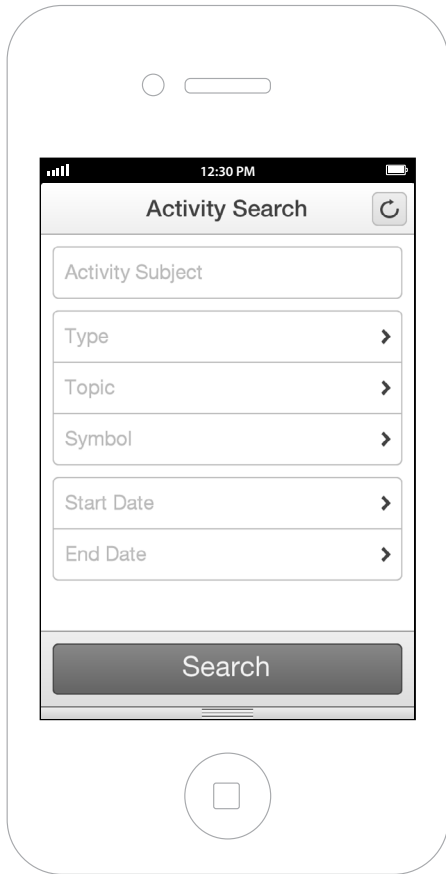 12:30 PM
Activity Search
Activity Subject
Type
Topic
Symbol
Start Date
End Date
Search